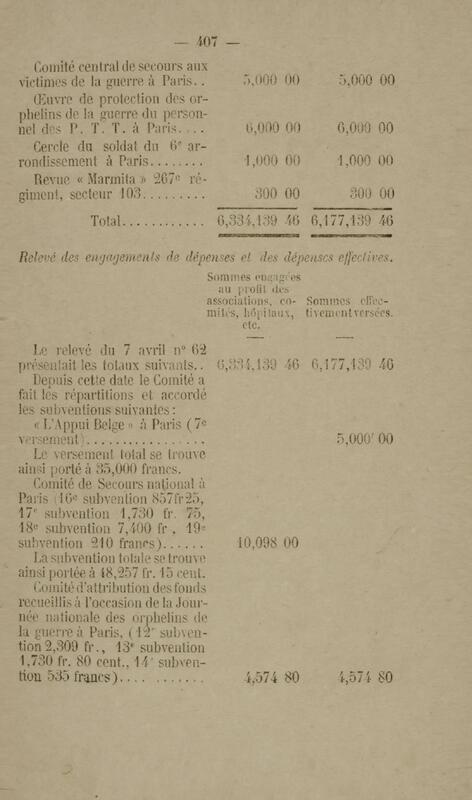 — 407 —
Comité central de secours aux
victimes de la guerre à Paris.. 5,000 00 5,000 00
Œuvre de protection des or-
phelins de la guerre du person-
nel des P. T. T. à Paris.... 6,000 00 6,000 00
Cercle du soldat du 6e ar-
rondissement à Paris........ 1,000 00 1,000 00
Revue « Marmita » 267e ré-
giment, secteur 103......... 300 00 300 00
Total............ 6,334,139 46 6,177,139 46
Relevé des engagements de dépenses et des dépenses effectives.
Sommes engagées
au profit des
associations, co- Sommes effec-
mités, hôpitaux, tivement versées.
etc.
Le relevé du 7 avril n° 62
présentait les totaux suivants.. 6,334,139 46 6,177,139 46
Depuis cette date le Comité a
fait les répartitions et accordé
les subventions suivantes :
« L'Appui Belge » à Paris (7e
versement)................. 5,000 00
Le versement total se trouve
ainsi porté à 35,000 francs.
Comité de Secours national à
Paris (16e subvention 857fr25,
17e subvention 1,730 fr. 75,
18e subvention 7,400 fr., 19e
subvention 210 francs)...... 10,098 00
La subvention totale se trouve
ainsi portée à 48,257 fr. 15 cent.
Comité d'attribution des fonds
recueillis à l'occasion de la Jour-
née nationale des orphelins de
la guerre à Paris, (12e subven-
tion 2,309 fr., 13e subvention
1,730 fr. 80 cent., 14e subven-
tion 535 francs)............ 4,574 80 4,574 80